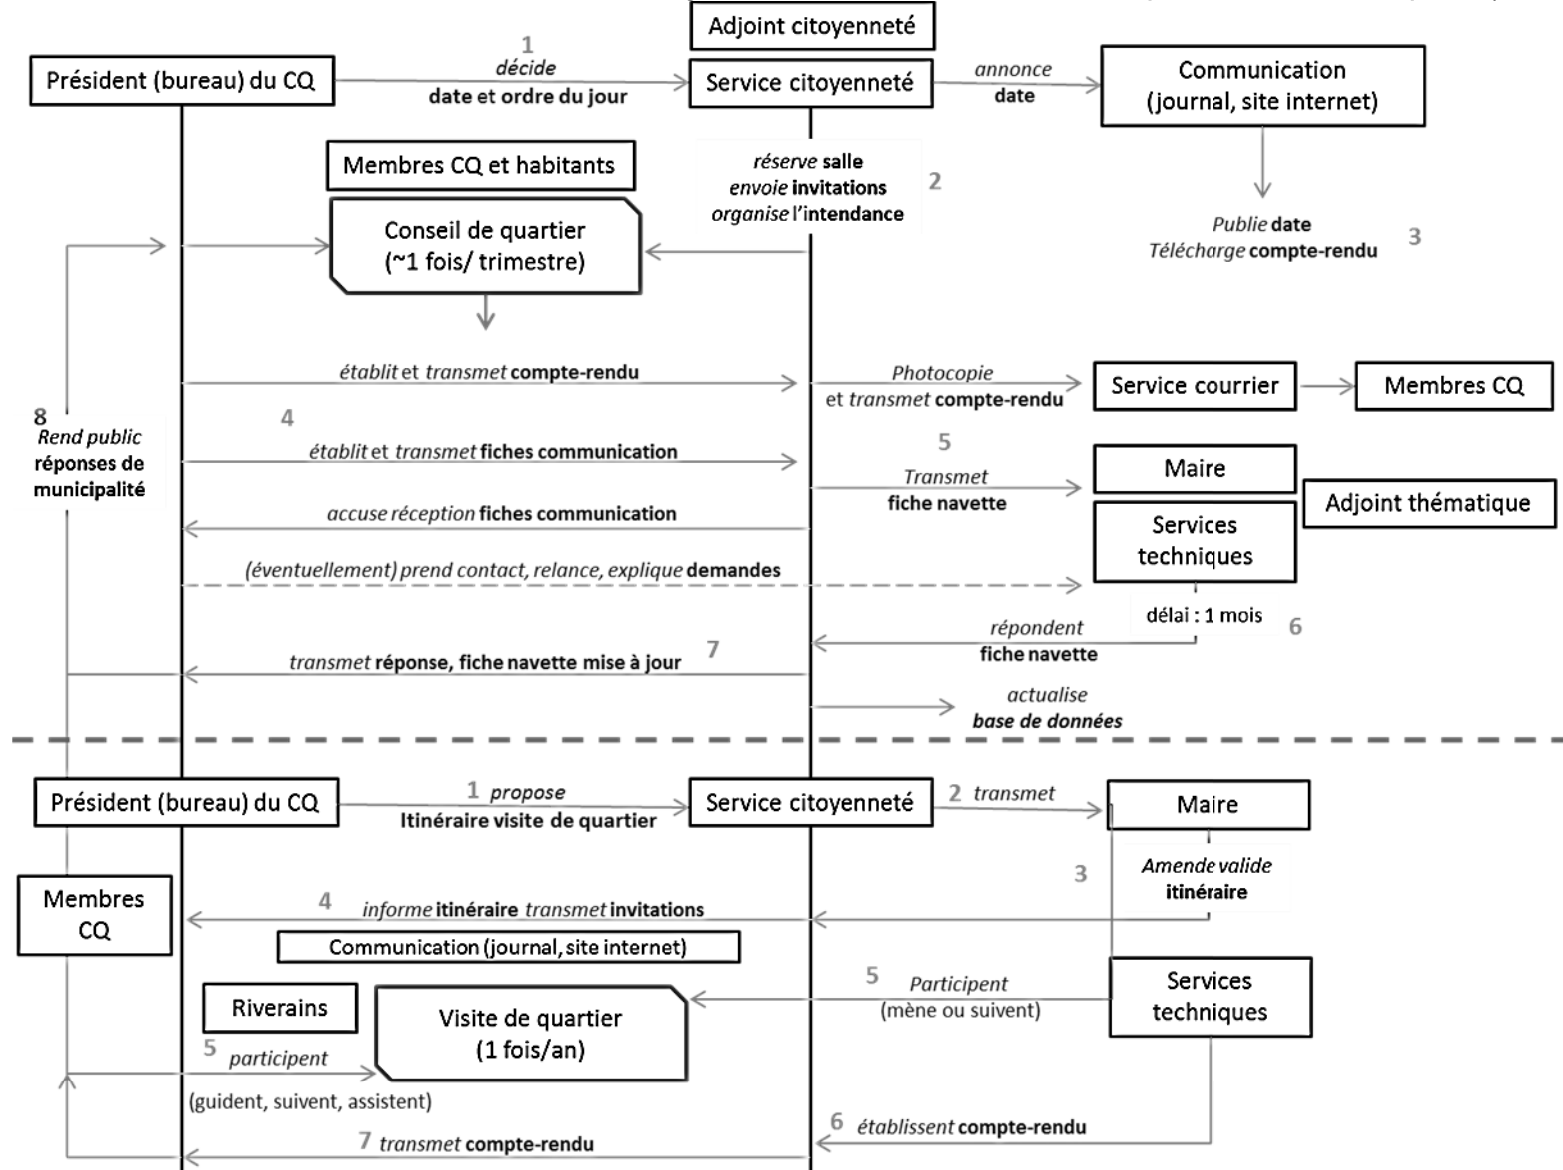 Adjoint citoyenneté
1
Président (bureau) du CQ
décide
date et ordre du jour
Service citoyenneté
annonce
date
Communication
(journal, site internet)
Membres CQ et habitants
réserve salle
envoie invitations
organise l'intendance
2
Conseil de quartier
(~1 fois/ trimestre)
Publie date
Télécharge compte-rendu
3
établit et transmet compte-rendu
Photocopie
et transmet compte-rendu
Service courrier
Membres CQ
8
Rend public
réponses de
municipalité
4
établit et transmet fiches communication
5
Transmet
fiche navette
Maire
Adjoint thématique
Services
techniques
accuse réception fiches communication
(éventuellement) prend contact, relance, explique demandes
délai : 1 mois
6
répondent
fiche navette
7
transmet réponse, fiche navette mise à jour
actualise
base de données
Président (bureau) du CQ
1 propose
Itinéraire visite de quartier
Service citoyenneté
2 transmet
Maire
3
Amende valide
itinéraire
Membres
CQ
4
informe itinéraire transmet invitations
Communication (journal, site internet)
Riverains
Visite de quartier
(1 fois/an)
5
Participent
(mène ou suivent)
Services
techniques
5 participent
(guident, suivent, assistent)
6 établissent compte-rendu
7 transmet compte-rendu